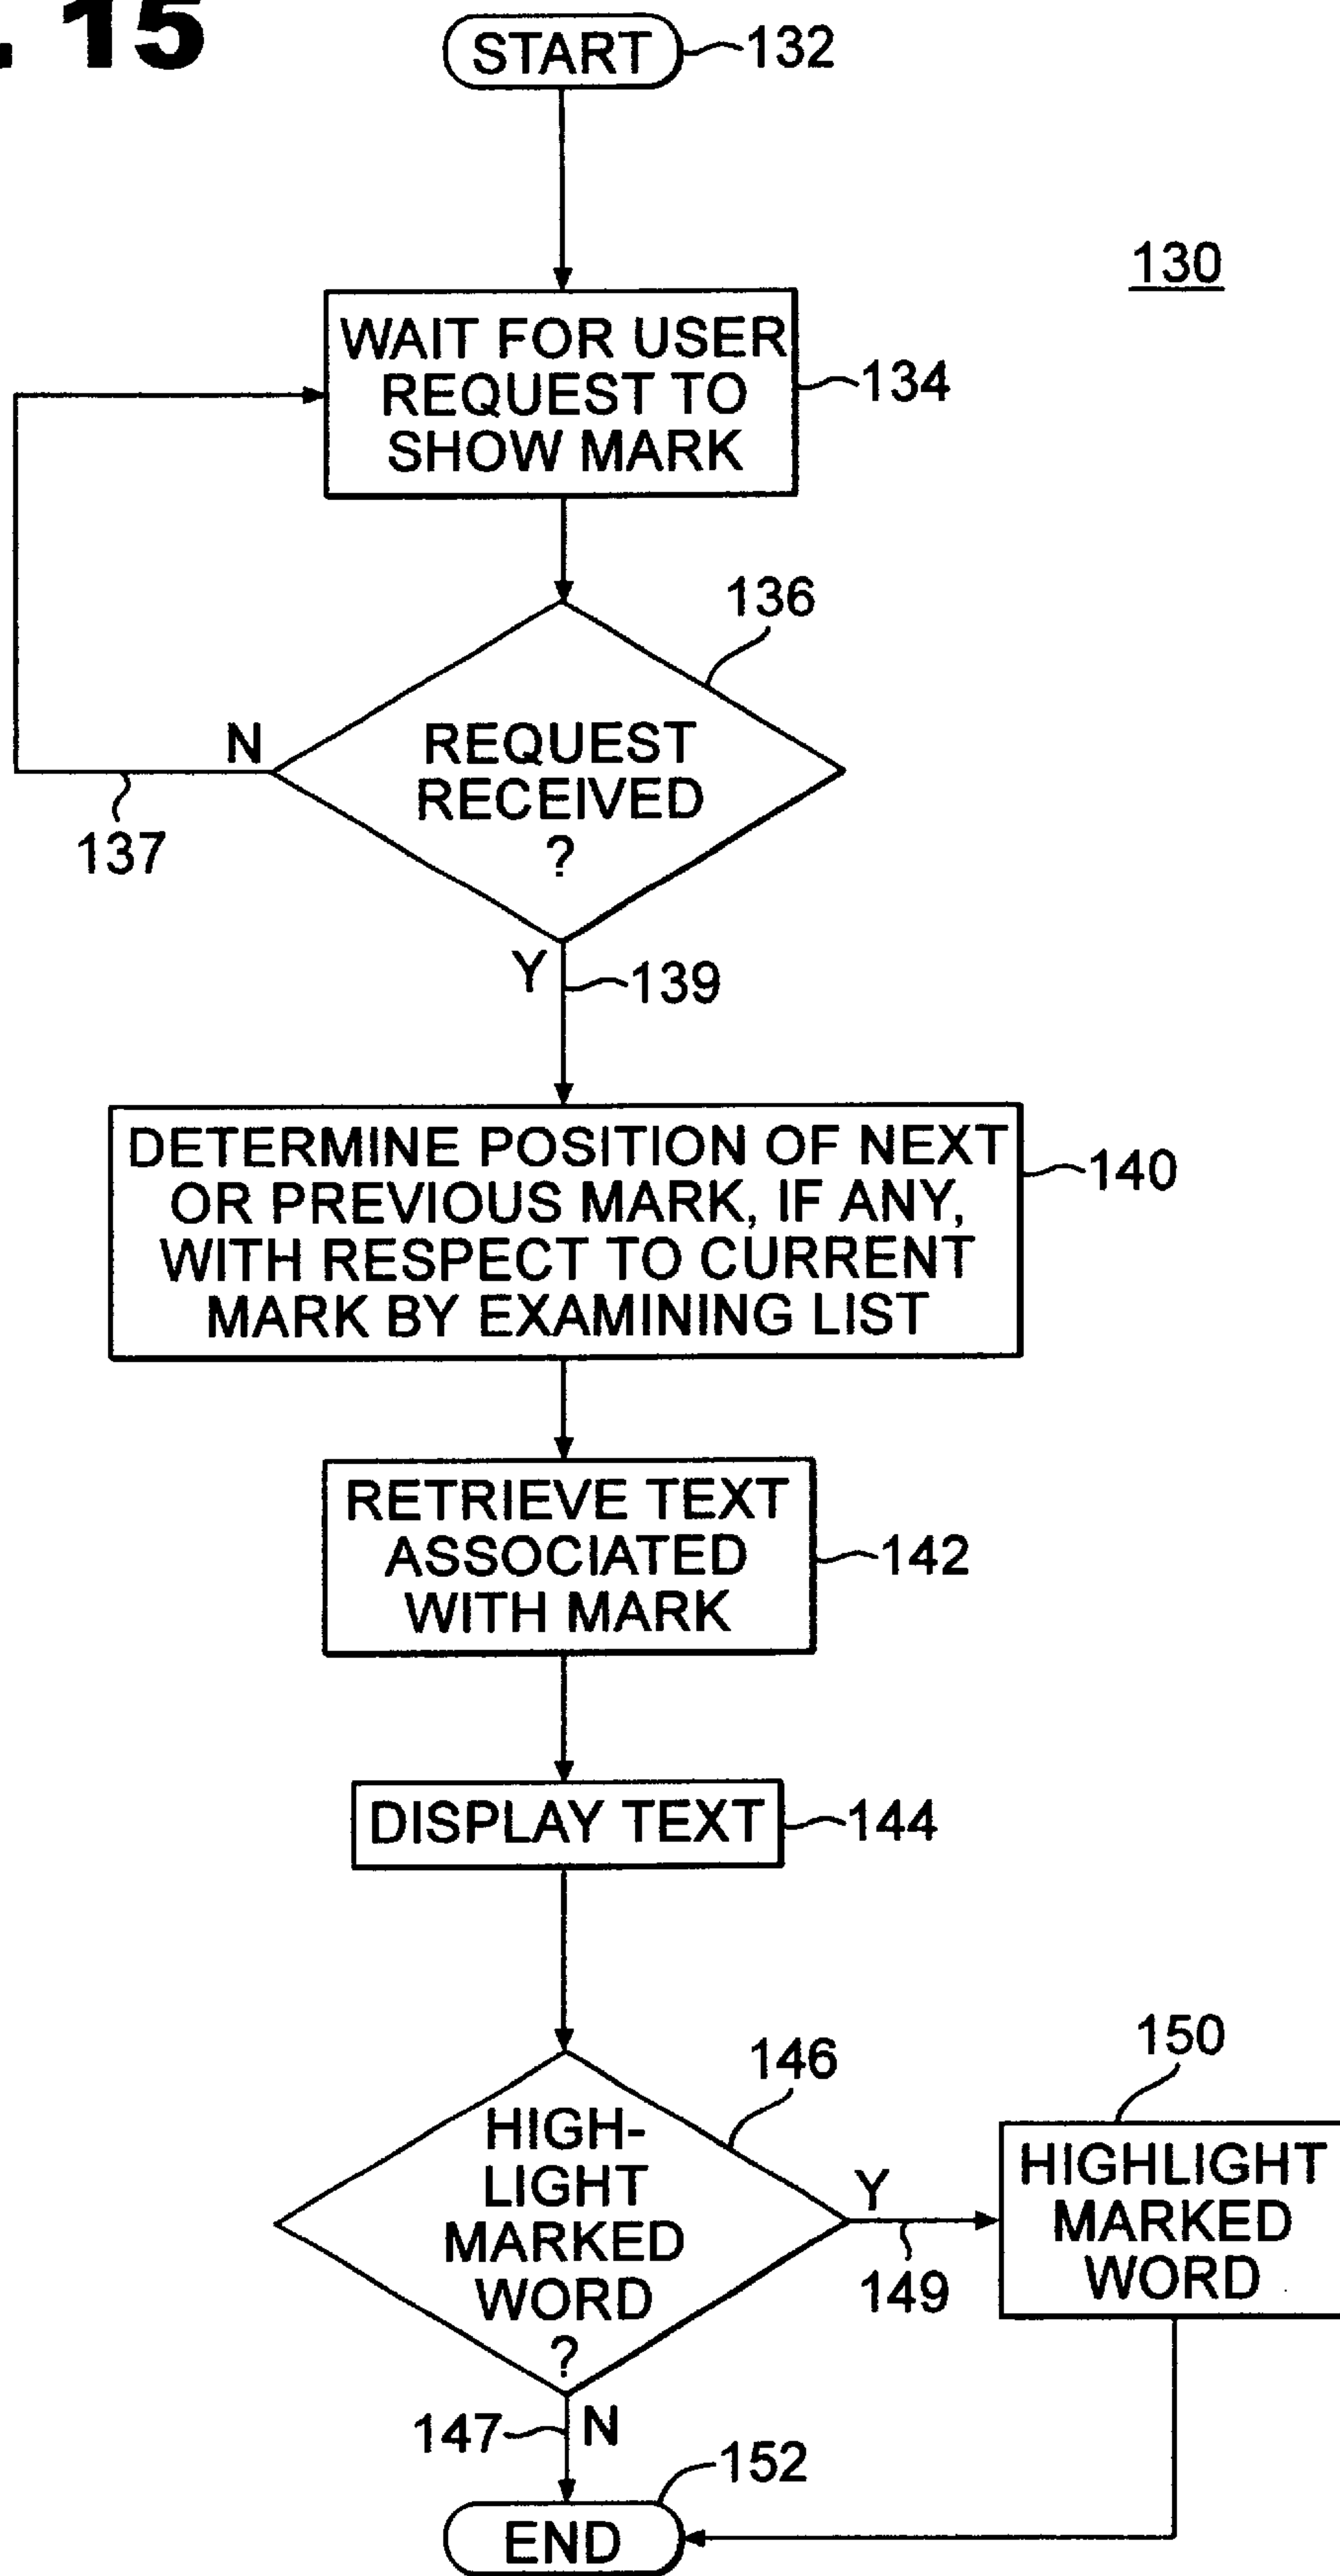 . 15
START
132
130
WAIT FOR USER
REQUEST TO
SHOW MARK
134
136
REQUEST
RECEIVED
?
N
137
Y
139
DETERMINE POSITION OF NEXT
OR PREVIOUS MARK, IF ANY,
WITH RESPECT TO CURRENT
MARK BY EXAMINING LIST
140
RETRIEVE TEXT
ASSOCIATED
WITH MARK
142
DISPLAY TEXT
144
146
HIGH-
LIGHT
MARKED
WORD
?
Y
149
150
HIGHLIGHT
MARKED
WORD
147
N
152
END